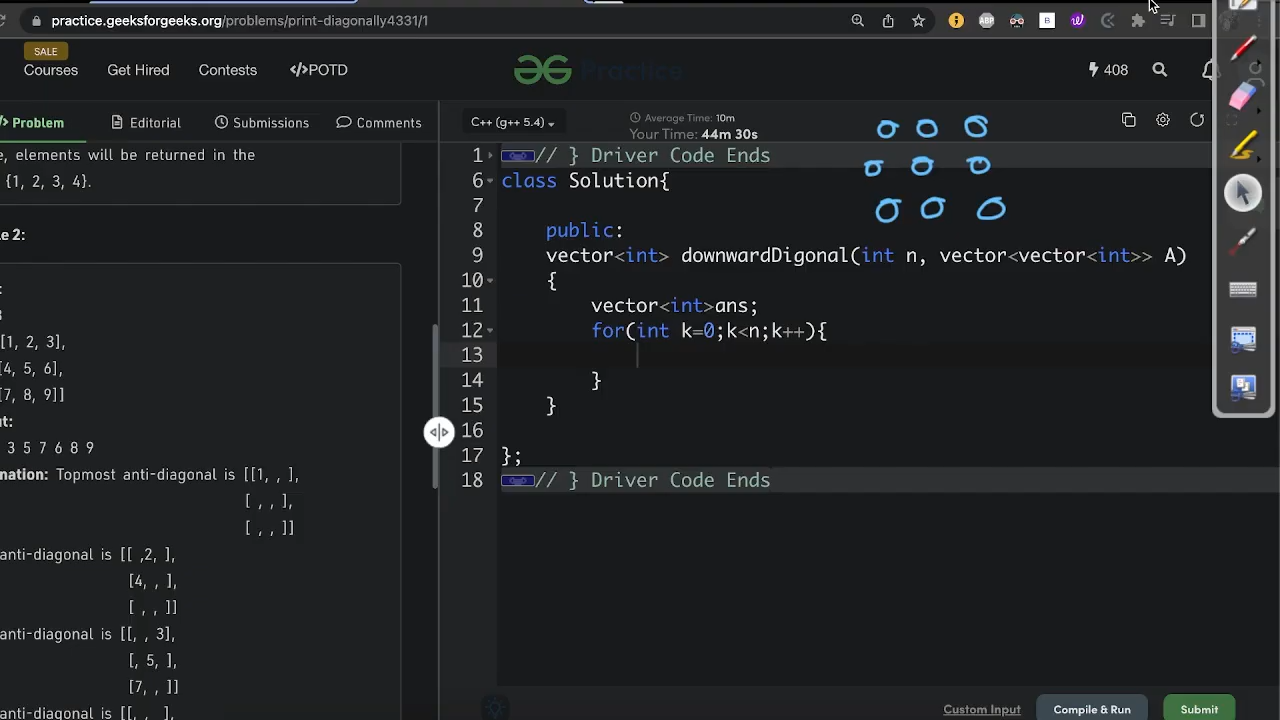 practice.geeksforgeeks.org/problems/print-diagonally4331/1
SALE
Courses
Get Hired
Contests
</>POTD
Practice
408
Problem
Editorial
Submissions
Comments
C++ (g++ 5.4)
Average Time: 10m
Your Time: 44m 30s
e, elements will be returned in the
{1, 2, 3, 4}.
e 2:
[1, 2, 3],
[4, 5, 6],
[7, 8, 9]]
ut:
3 5 7 6 8 9
nation: Topmost anti-diagonal is [[1, , ],
[ , , ],
[ , , ]]
anti-diagonal is [[ ,2, ],
[4, , ],
[ , , ]]
anti-diagonal is [[, , 3],
[, 5, ],
[7, , ]]
anti-diagonal is [[, , ],
1 // } Driver Code Ends
6 class Solution{
7
8 public:
9 vector<int> downwardDigonal(int n, vector<vector<int>> A)
10 {
11 vector<int>ans;
12 for(int k=0;k<n;k++){
13
14 }
15 }
16
17 };
18 // } Driver Code Ends
Custom Input
Compile & Run
Submit